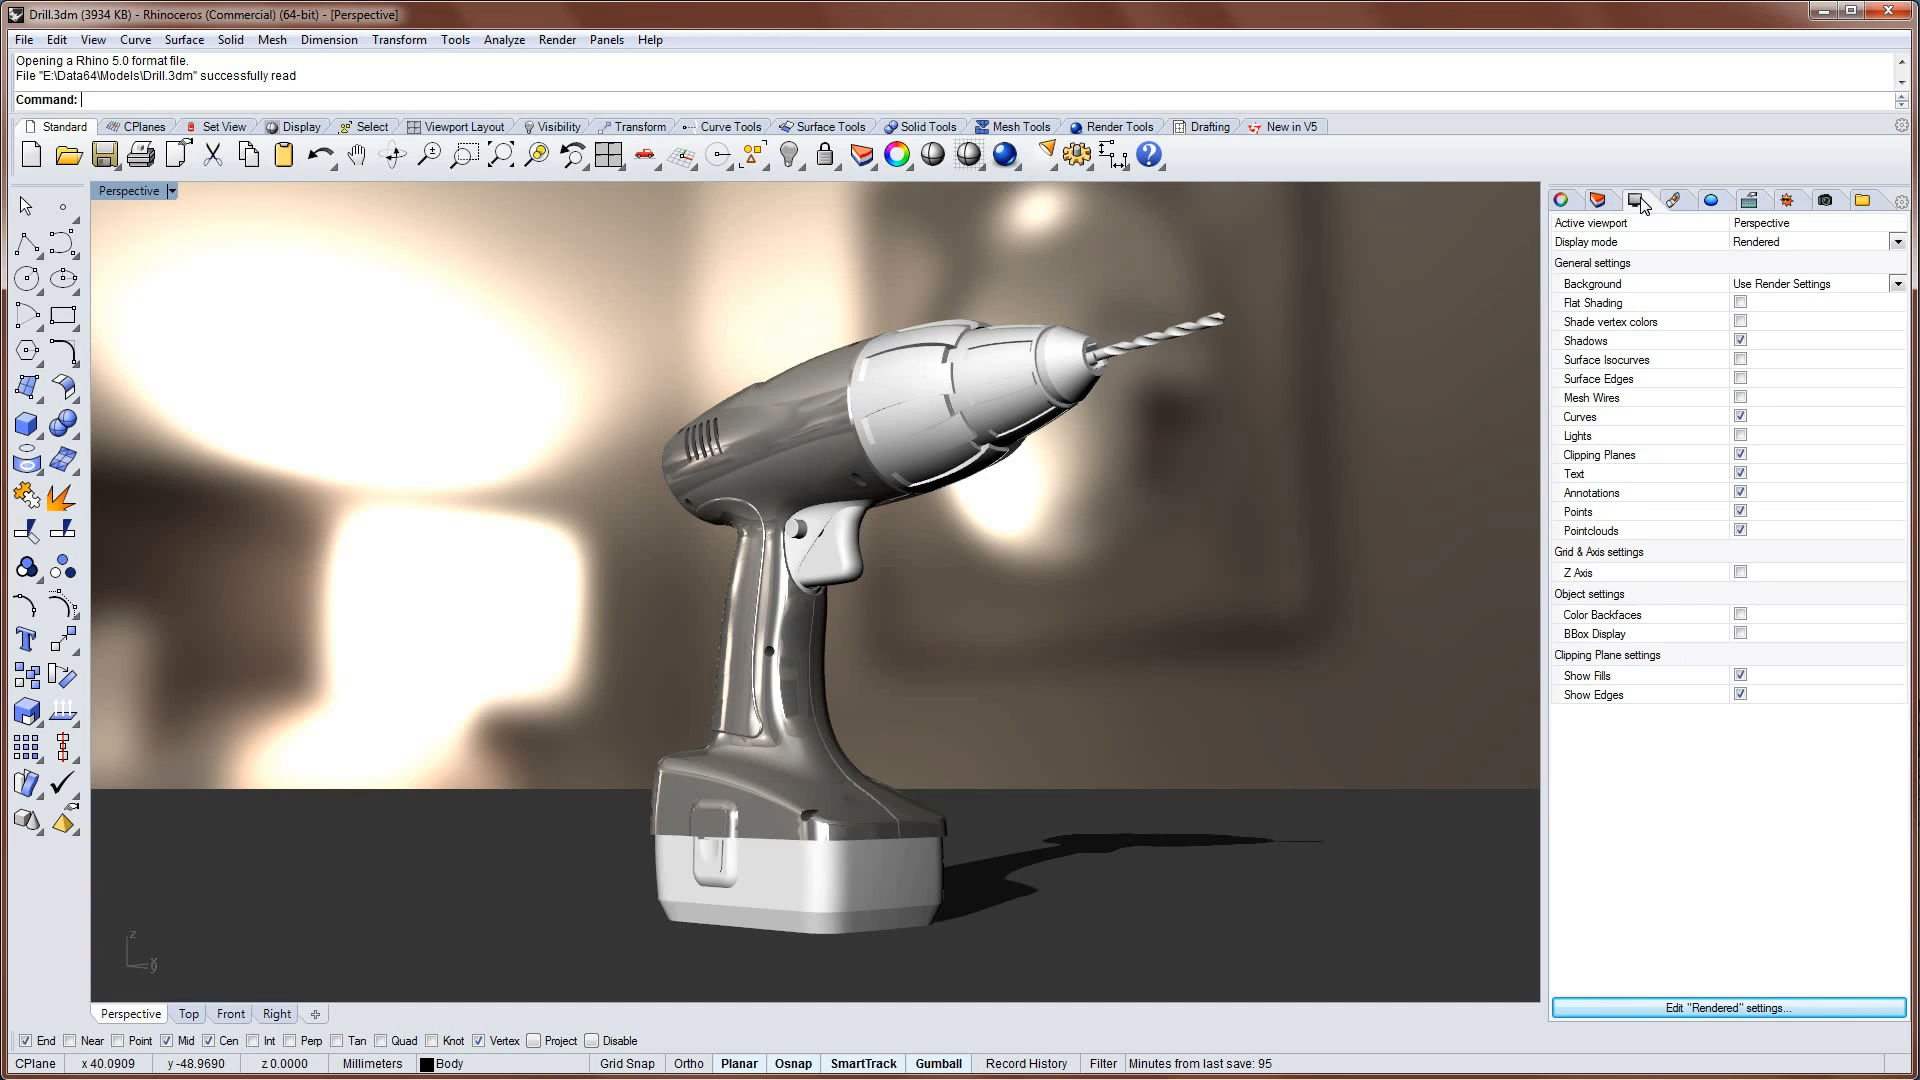 Drill.3dm (3934 KB) - Rhinoceros (Commercial) (64-bit) - [Perspective]
File Edit View Curve Surface Solid Mesh Dimension Transform Tools Analyze Render Panels Help
Opening a Rhino 5.0 format file.
File "E:\Data64\Models\Drill.3dm" successfully read
Command:
Standard CPlanes Set View Display Select Viewport Layout Visibility Transform Curve Tools Surface Tools Solid Tools Mesh Tools Render Tools Drafting New in V5
Perspective
Active viewport Perspective
Display mode Rendered
General settings
Background Use Render Settings
Flat Shading
Shade vertex colors
Shadows
Surface Isocurves
Surface Edges
Mesh Wires
Curves
Lights
Clipping Planes
Text
Annotations
Points
Pointclouds
Grid & Axis settings
Z Axis
Object settings
Color Backfaces
BBox Display
Clipping Plane settings
Show Fills
Show Edges
z
x
y
Edit "Rendered" settings...
Perspective Top Front Right
End Near Point Mid Cen Int Perp Tan Quad Knot Vertex Project Disable
CPlane x 40.0909 y -48.9690 z 0.0000 Millimeters Body Grid Snap Ortho Planar Osnap SmartTrack Gumball Record History Filter Minutes from last save: 95